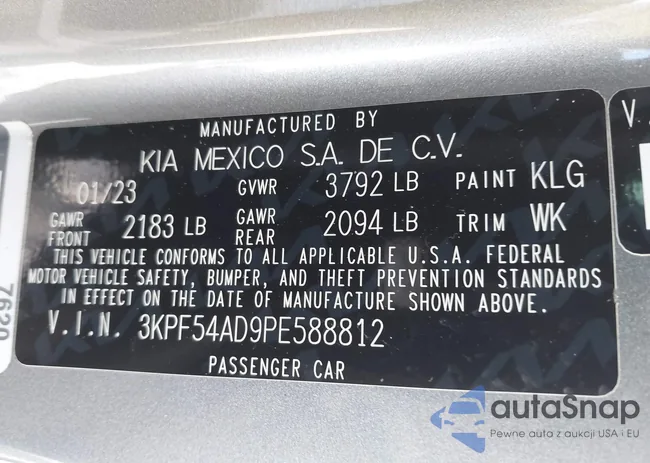 MANUFACTURED BY
KIA MEXICO S.A. DE C.V.
01/23 GVWR 3792 LB PAINT KLG
GAWR FRONT 2183 LB GAWR REAR 2094 LB TRIM WK
THIS VEHICLE CONFORMS TO ALL APPLICABLE U.S.A. FEDERAL
MOTOR VEHICLE SAFETY, BUMPER, AND THEFT PREVENTION STANDARDS
IN EFFECT ON THE DATE OF MANUFACTURE SHOWN ABOVE.
V.I.N. 3KPF54AD9PE588812
PASSENGER CAR
7620
V.
autaSnap
Pewne auta z aukcji USA i EU